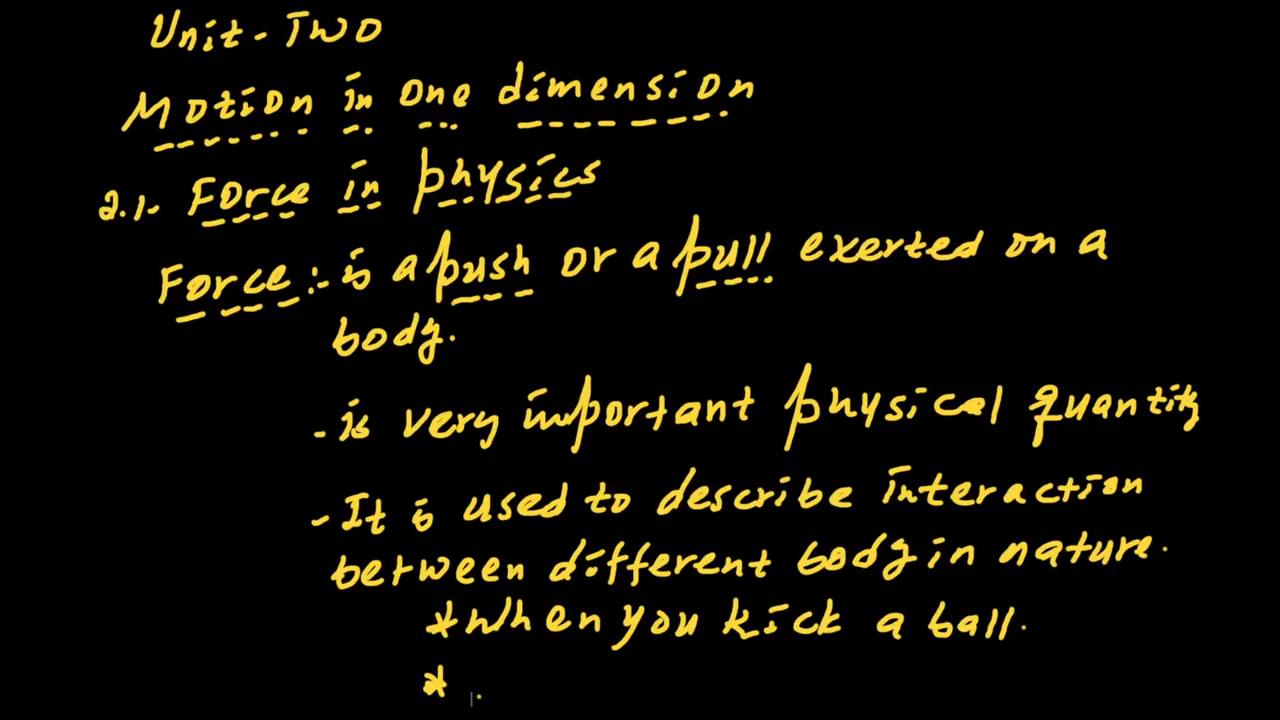 Unit-Two
Motion in one dimension
2.1- Force in physics
Force:- is a push or a pull exerted on a
body.
-is very important physical quantity
-It is used to describe interaction
between different body in nature.
*When you kick a ball.
*